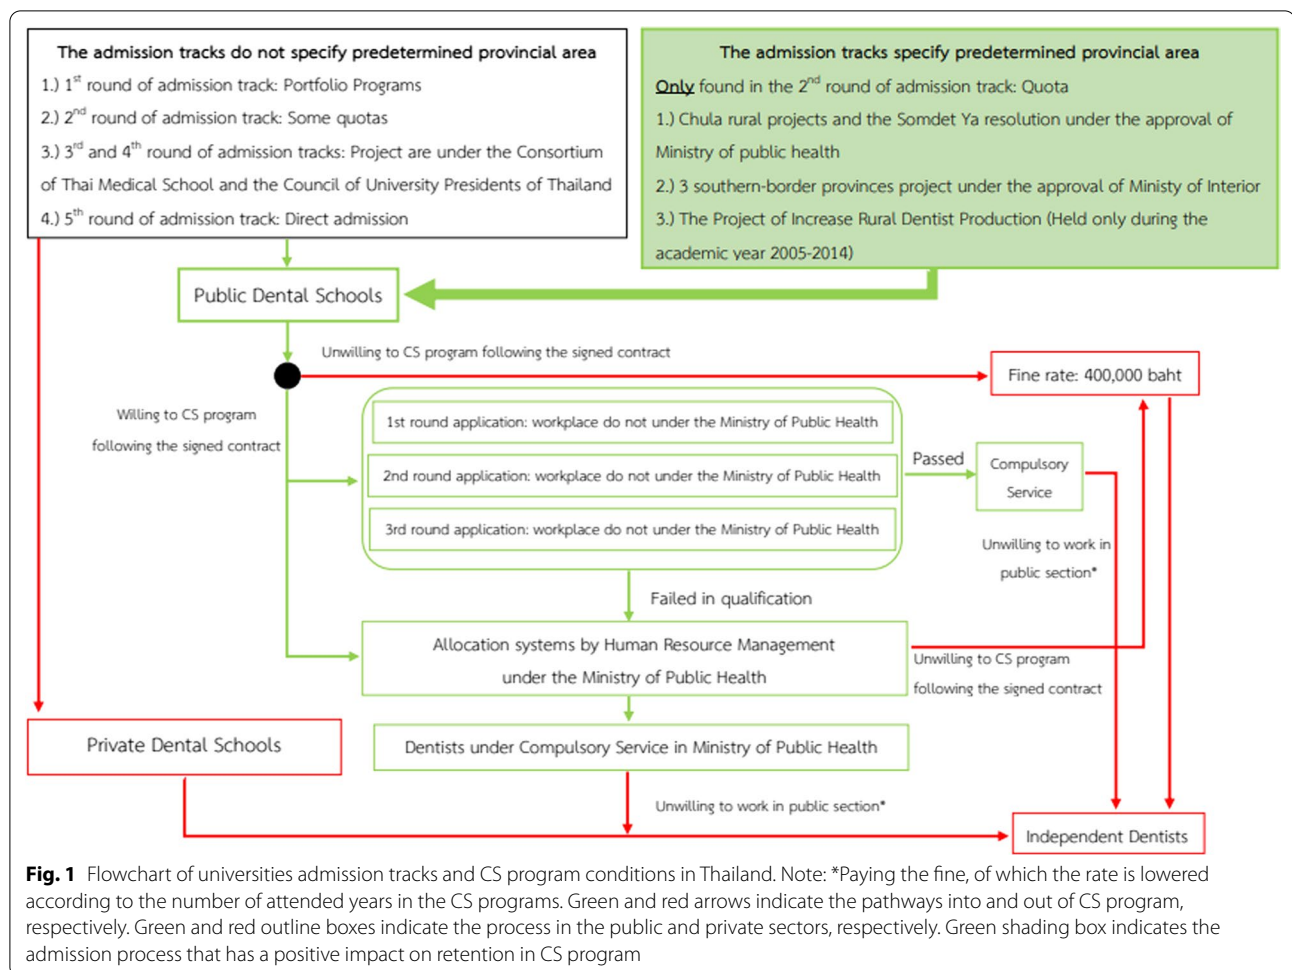 The admission tracks do not specify predetermined provincial area
1.) 1st round of admission track: Portfolio Programs
2.) 2nd round of admission track: Some quotas
3.) 3rd and 4th round of admission tracks: Project are under the Consortium
of Thai Medical School and the Council of University Presidents of Thailand
4.) 5th round of admission track: Direct admission
The admission tracks specify predetermined provincial area
Only found in the 2nd round of admission track: Quota
1.) Chula rural projects and the Somdet Ya resolution under the approval of
Ministry of public health
2.) 3 southern-border provinces project under the approval of Ministy of Interior
3.) The Project of Increase Rural Dentist Production (Held only during the
academic year 2005-2014)
Public Dental Schools
Unwilling to CS program following the signed contract
Fine rate: 400,000 baht
Willing to CS program
following the signed contract
1st round application: workplace do not under the Ministry of Public Health
2nd round application: workplace do not under the Ministry of Public Health
3rd round application: workplace do not under the Ministry of Public Health
Passed
Compulsory
Service
Unwilling to work in
public section*
Failed in qualification
Allocation systems by Human Resource Management
under the Ministry of Public Health
Unwilling to CS program
following the signed contract
Private Dental Schools
Dentists under Compulsory Service in Ministry of Public Health
Unwilling to work in public section*
Independent Dentists
Fig. 1 Flowchart of universities admission tracks and CS program conditions in Thailand. Note: *Paying the fine, of which the rate is lowered
according to the number of attended years in the CS programs. Green and red arrows indicate the pathways into and out of CS program,
respectively. Green and red outline boxes indicate the process in the public and private sectors, respectively. Green shading box indicates the
admission process that has a positive impact on retention in CS program